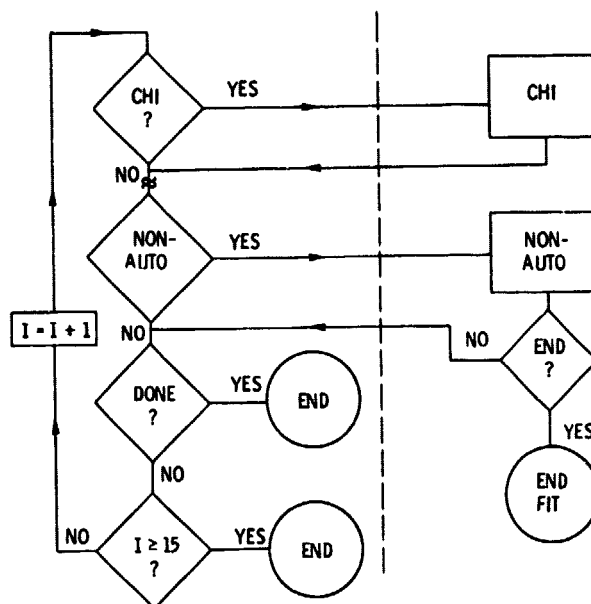 CHI
?
YES
CHI
NO
NON-
AUTO
YES
NON-
AUTO
I = I + 1
NO
NO
END
?
DONE
?
YES
END
YES
NO
END
FIT
NO
I ≥ 15
?
YES
END